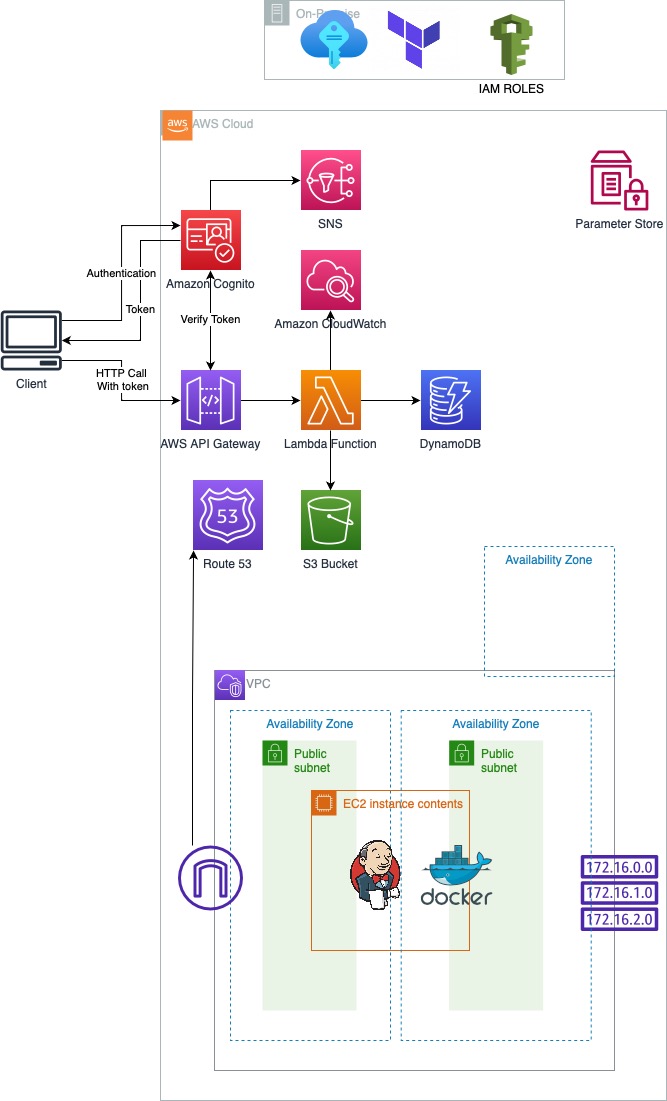 On-Premise
IAM ROLES
aws
AWS Cloud
SNS
Parameter Store
Authentication
Amazon Cognito
Token
Verify Token
Amazon CloudWatch
Client
HTTP Call
With token
AWS API Gateway
Lambda Function
DynamoDB
53
Route 53
S3 Bucket
Availability Zone
VPC
Availability Zone
Availability Zone
Public
subnet
Public
subnet
EC2 instance contents
docker
172.16.0.0
172.16.1.0
172.16.2.0